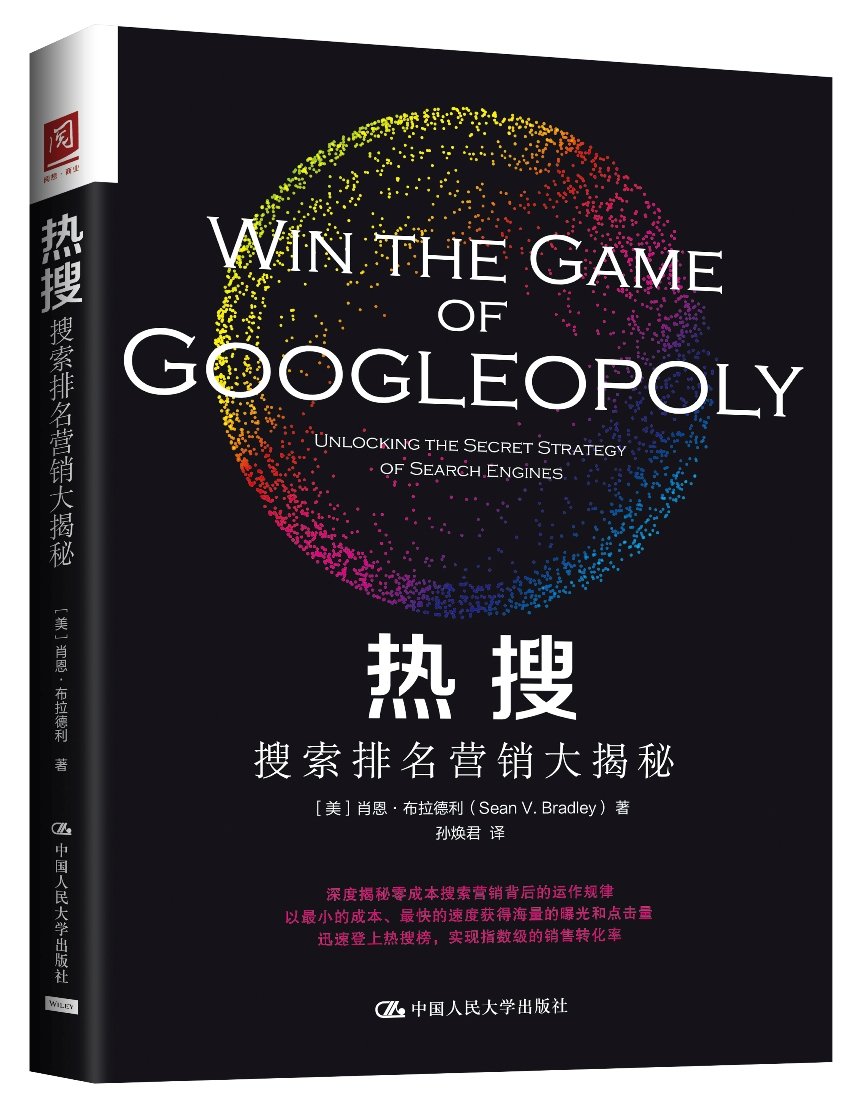 WIN THE GAME
OF
GOOGLEOPOLY
UNLOCKING THE SECRET STRATEGY
OF SEARCH ENGINES
热搜
搜索排名营销大揭秘
［美］肖恩·布拉德利（Sean V. Bradley）著
孙焕君 译
深度揭秘零成本搜索营销背后的运作规律
以最小的成本、最快的速度获得海量的曝光和点击量
迅速登上热搜榜，实现指数级的销售转化率
中国人民大学出版社
阅
阅想·商业
热搜
搜索排名营销大揭秘
［美］肖恩·布拉德利 著
中国人民大学出版社
WILEY